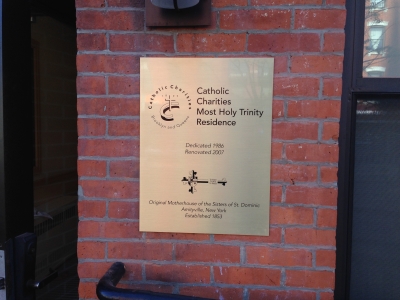 Catholic Charities
Brooklyn and Queens
Catholic
Charities
Most Holy Trinity
Residence
Dedicated 1986
Renovated 2007
Original Motherhouse of the Sisters of St. Dominic
Amityville, New York
Established 1853